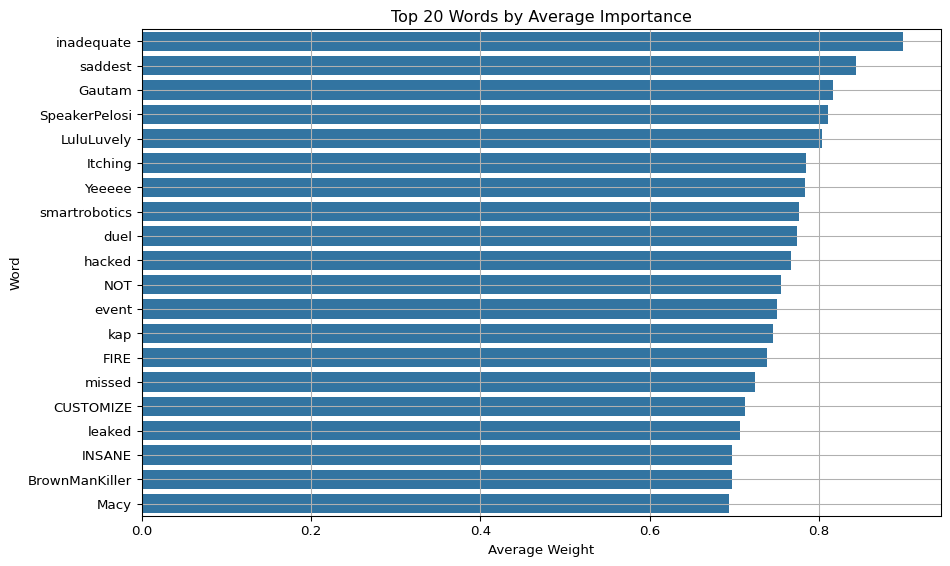 Top 20 Words by Average Importance
Word
inadequate
saddest
Gautam
SpeakerPelosi
LuluLuvely
Itching
Yeeeee
smartrobotics
duel
hacked
NOT
event
kap
FIRE
missed
CUSTOMIZE
leaked
INSANE
BrownManKiller
Macy
0.0 0.2 0.4 0.6 0.8
Average Weight